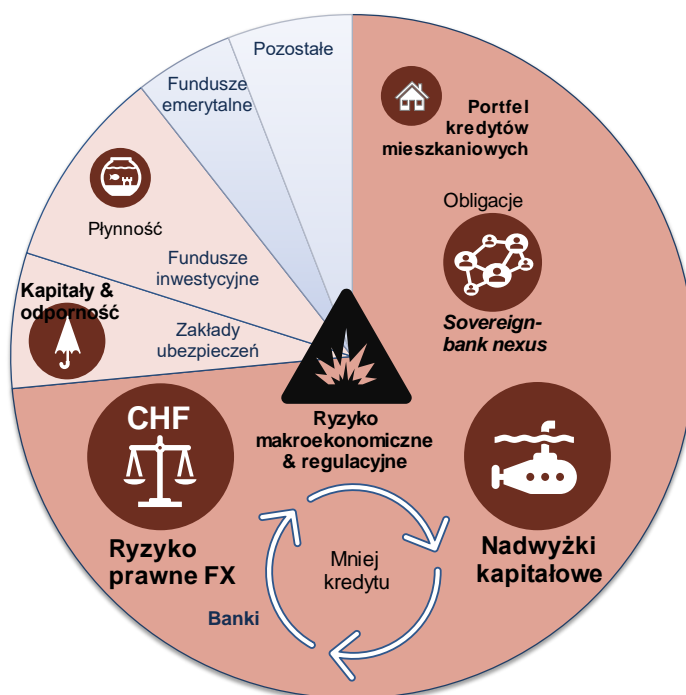 Pozostałe
Fundusze
emerytalne
Portfel
kredytów
mieszkaniowych
Płynność
Obligacje
Fundusze
inwestycyjne
Kapitały &
odporność
Zakłady
ubezpieczeń
Sovereign-
bank nexus
CHF
Ryzyko
makroekonomiczne
& regulacyjne
Ryzyko
prawne FX
Mniej
kredytu
Nadwyżki
kapitałowe
Banki